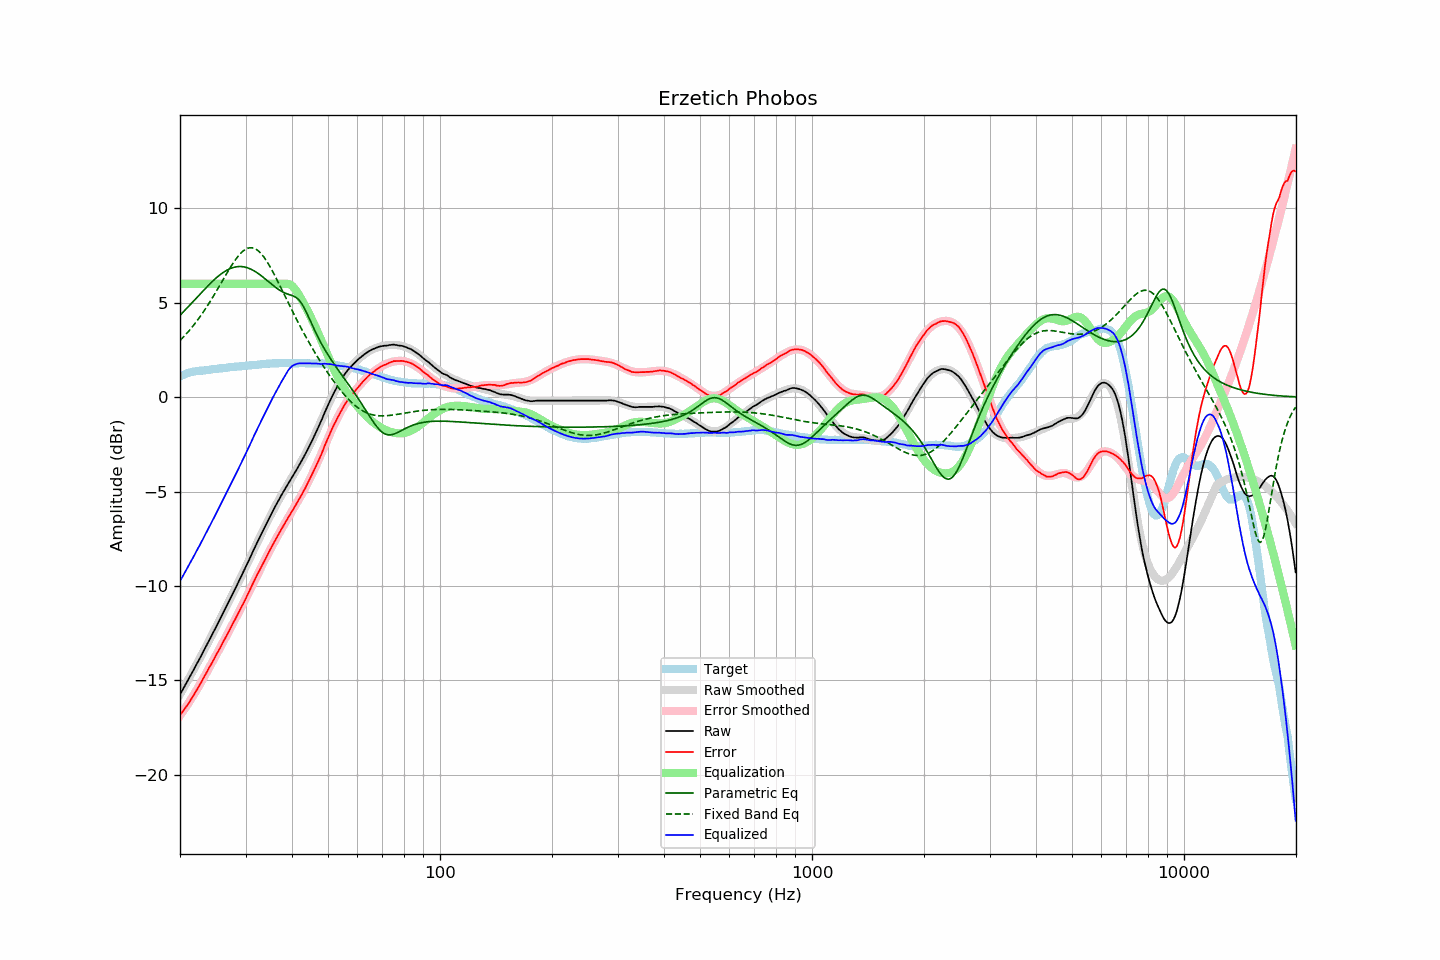 Erzetich Phobos
Amplitude (dBr)
10
5
0
−5
−10
−15
−20
Target
Raw Smoothed
Error Smoothed
Raw
Error
Equalization
Parametric Eq
Fixed Band Eq
Equalized
100
1000
10000
Frequency (Hz)